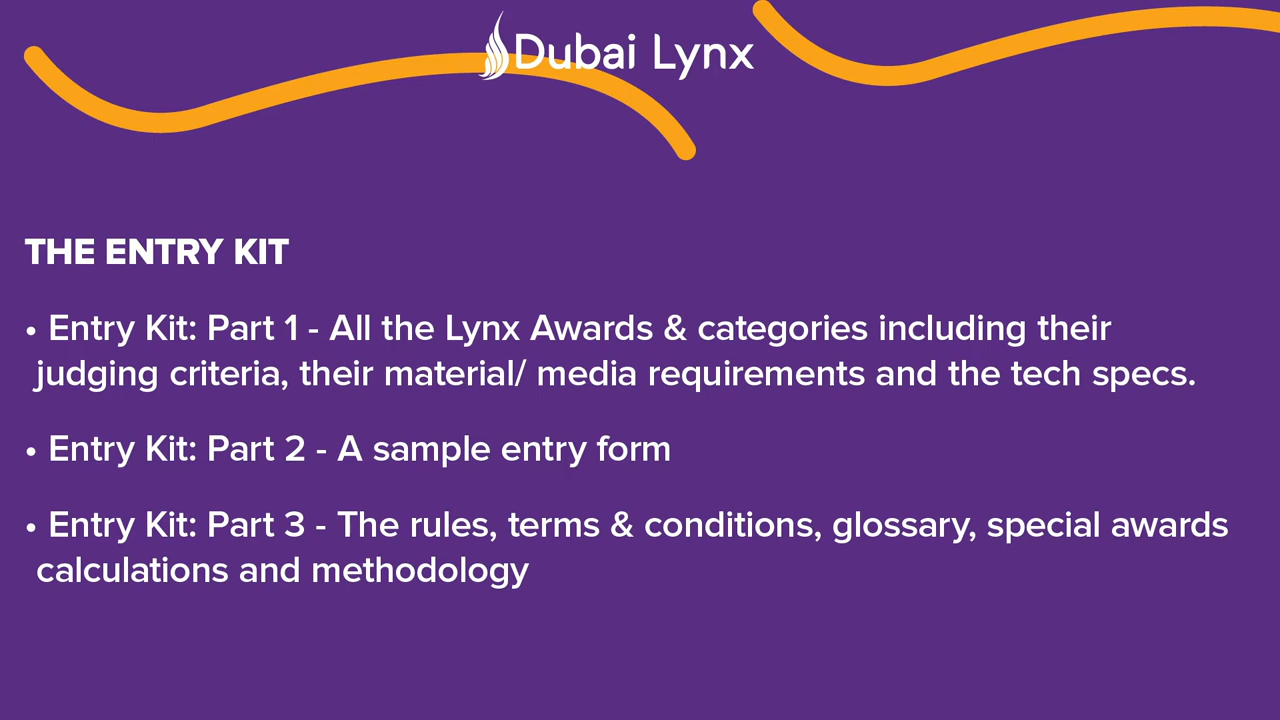 Dubai Lynx
THE ENTRY KIT
• Entry Kit: Part 1 - All the Lynx Awards & categories including their
judging criteria, their material/ media requirements and the tech specs.
• Entry Kit: Part 2 - A sample entry form
• Entry Kit: Part 3 - The rules, terms & conditions, glossary, special awards
calculations and methodology